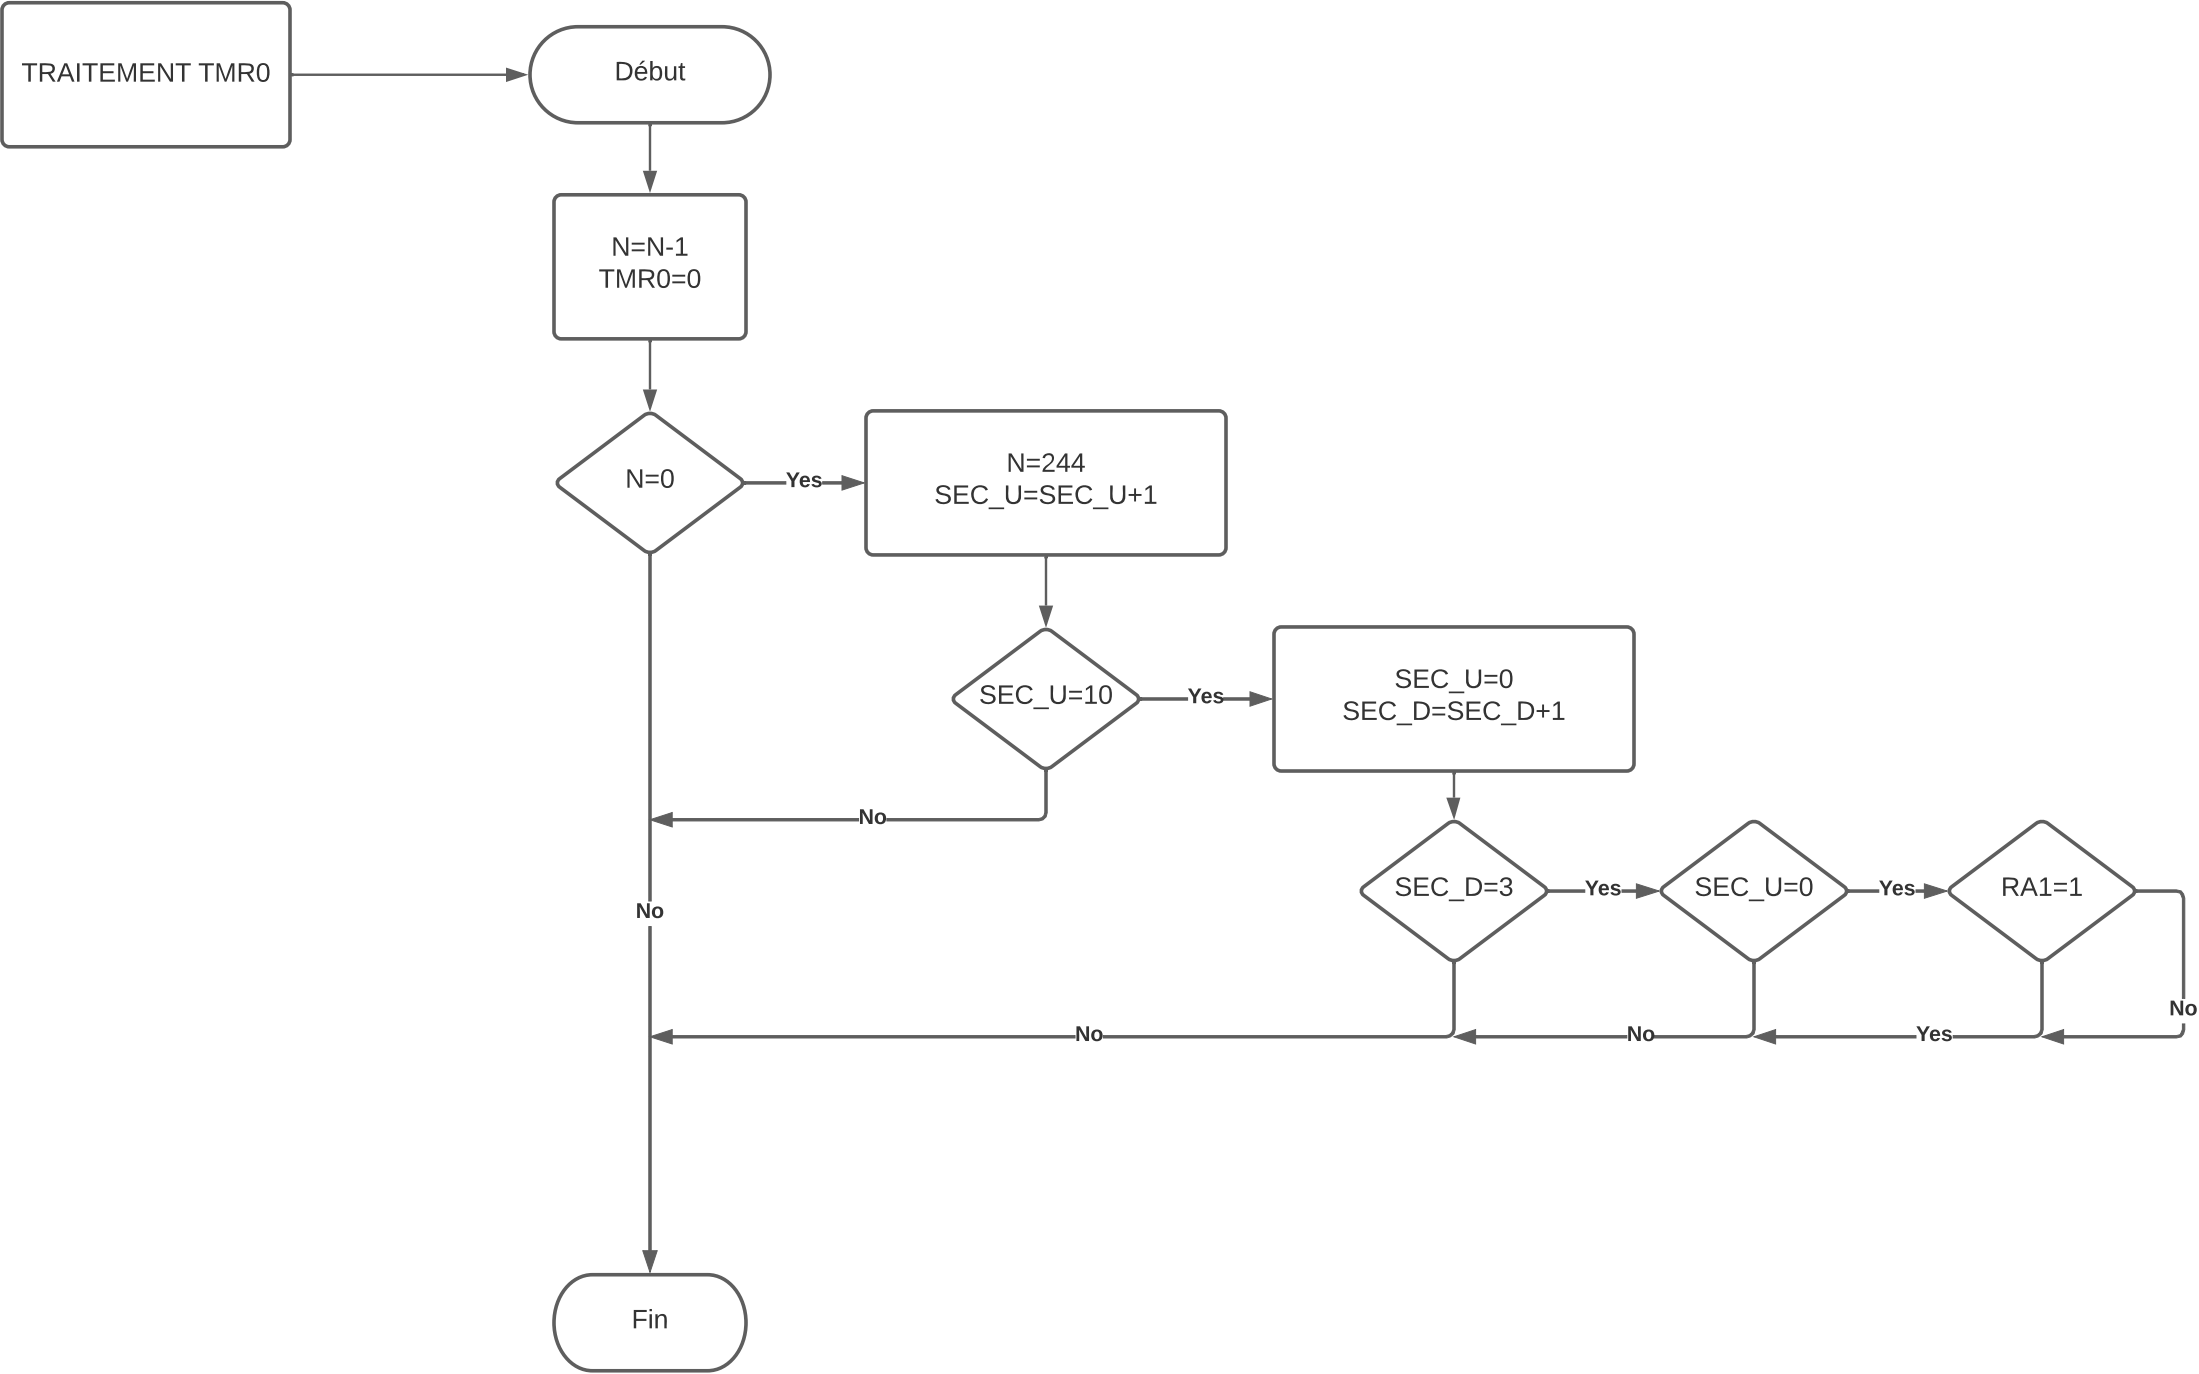 TRAITEMENT TMR0
Début
N=N-1
TMR0=0
N=0
Yes
N=244
SEC_U=SEC_U+1
SEC_U=10
Yes
SEC_U=0
SEC_D=SEC_D+1
No
SEC_D=3
Yes
SEC_U=0
Yes
RA1=1
No
No
No
No
Yes
Fin